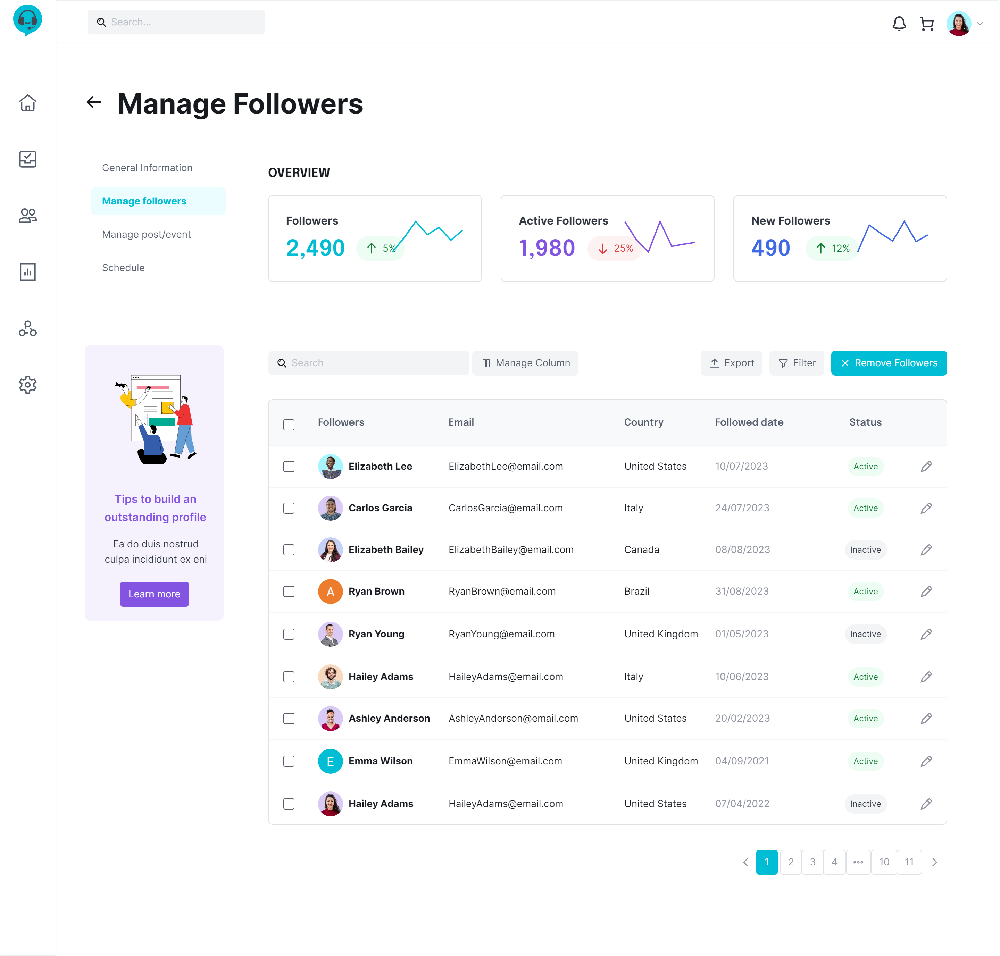 Search...
Manage Followers
General Information
Manage followers
Manage post/event
Schedule
OVERVIEW
Followers
2,490
5%
Active Followers
1,980
25%
New Followers
490
12%
Search
Manage Column
Export
Filter
Remove Followers
Tips to build an
outstanding profile
Ea do duis nostrud
culpa incididunt ex eni
Learn more
Followers Email Country Followed date Status
Elizabeth Lee ElizabethLee@email.com United States 10/07/2023 Active
Carlos Garcia CarlosGarcia@email.com Italy 24/07/2023 Active
Elizabeth Bailey ElizabethBailey@email.com Canada 08/08/2023 Inactive
A Ryan Brown RyanBrown@email.com Brazil 31/08/2023 Active
Ryan Young RyanYoung@email.com United Kingdom 01/05/2023 Inactive
Hailey Adams HaileyAdams@email.com Italy 10/06/2023 Active
Ashley Anderson AshleyAnderson@email.com United States 20/02/2023 Active
E Emma Wilson EmmaWilson@email.com United Kingdom 04/09/2021 Active
Hailey Adams HaileyAdams@email.com United States 07/04/2022 Inactive
1 2 3 4 ••• 10 11